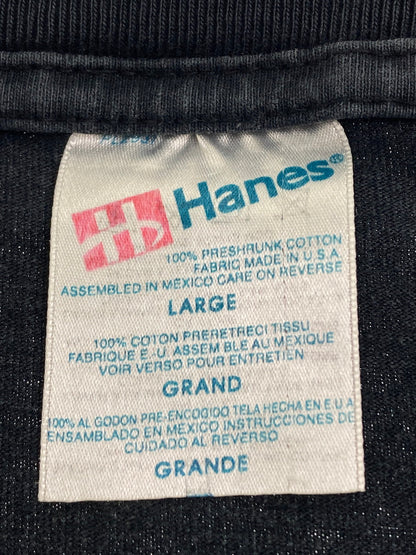 Hanes®
100% PRESHRUNK COTTON
FABRIC MADE IN U.S.A.
ASSEMBLED IN MEXICO CARE ON REVERSE
LARGE
100% COTON PRERETRECI TISSU
FABRIQUE E.-U. ASSEM BLE AU MEXIQUE
VOIR VERSO POUR ENTRETIEN
GRAND
100% AL GODON PRE-ENCOGIDO TELA HECHA EN E.U.A.
ENSAMBLADO EN MEXICO INSTRUCCIONES DE
CUIDADO AL REVERSO
GRANDE